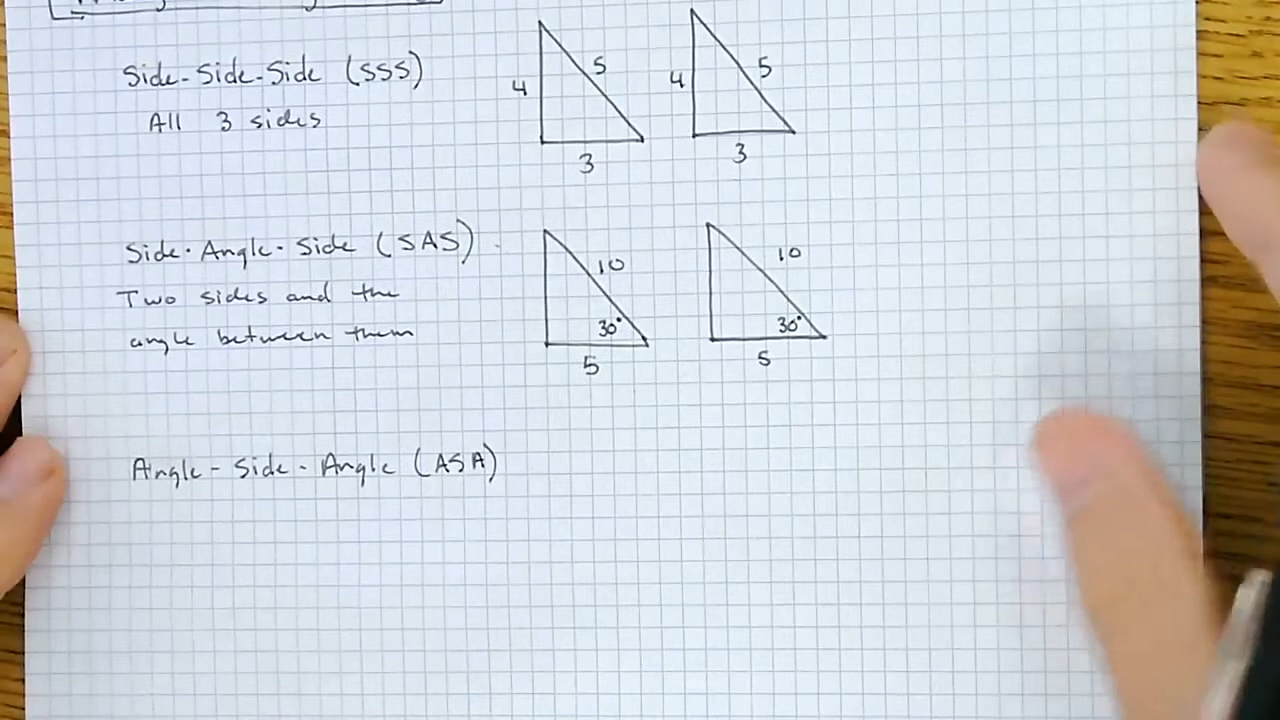 Side-Side-Side (SSS)
All 3 sides
4
5
3
4
5
3
Side-Angle-Side (SAS)
Two sides and the
angle between them
10
30°
5
10
30°
5
Angle-Side-Angle (ASA)